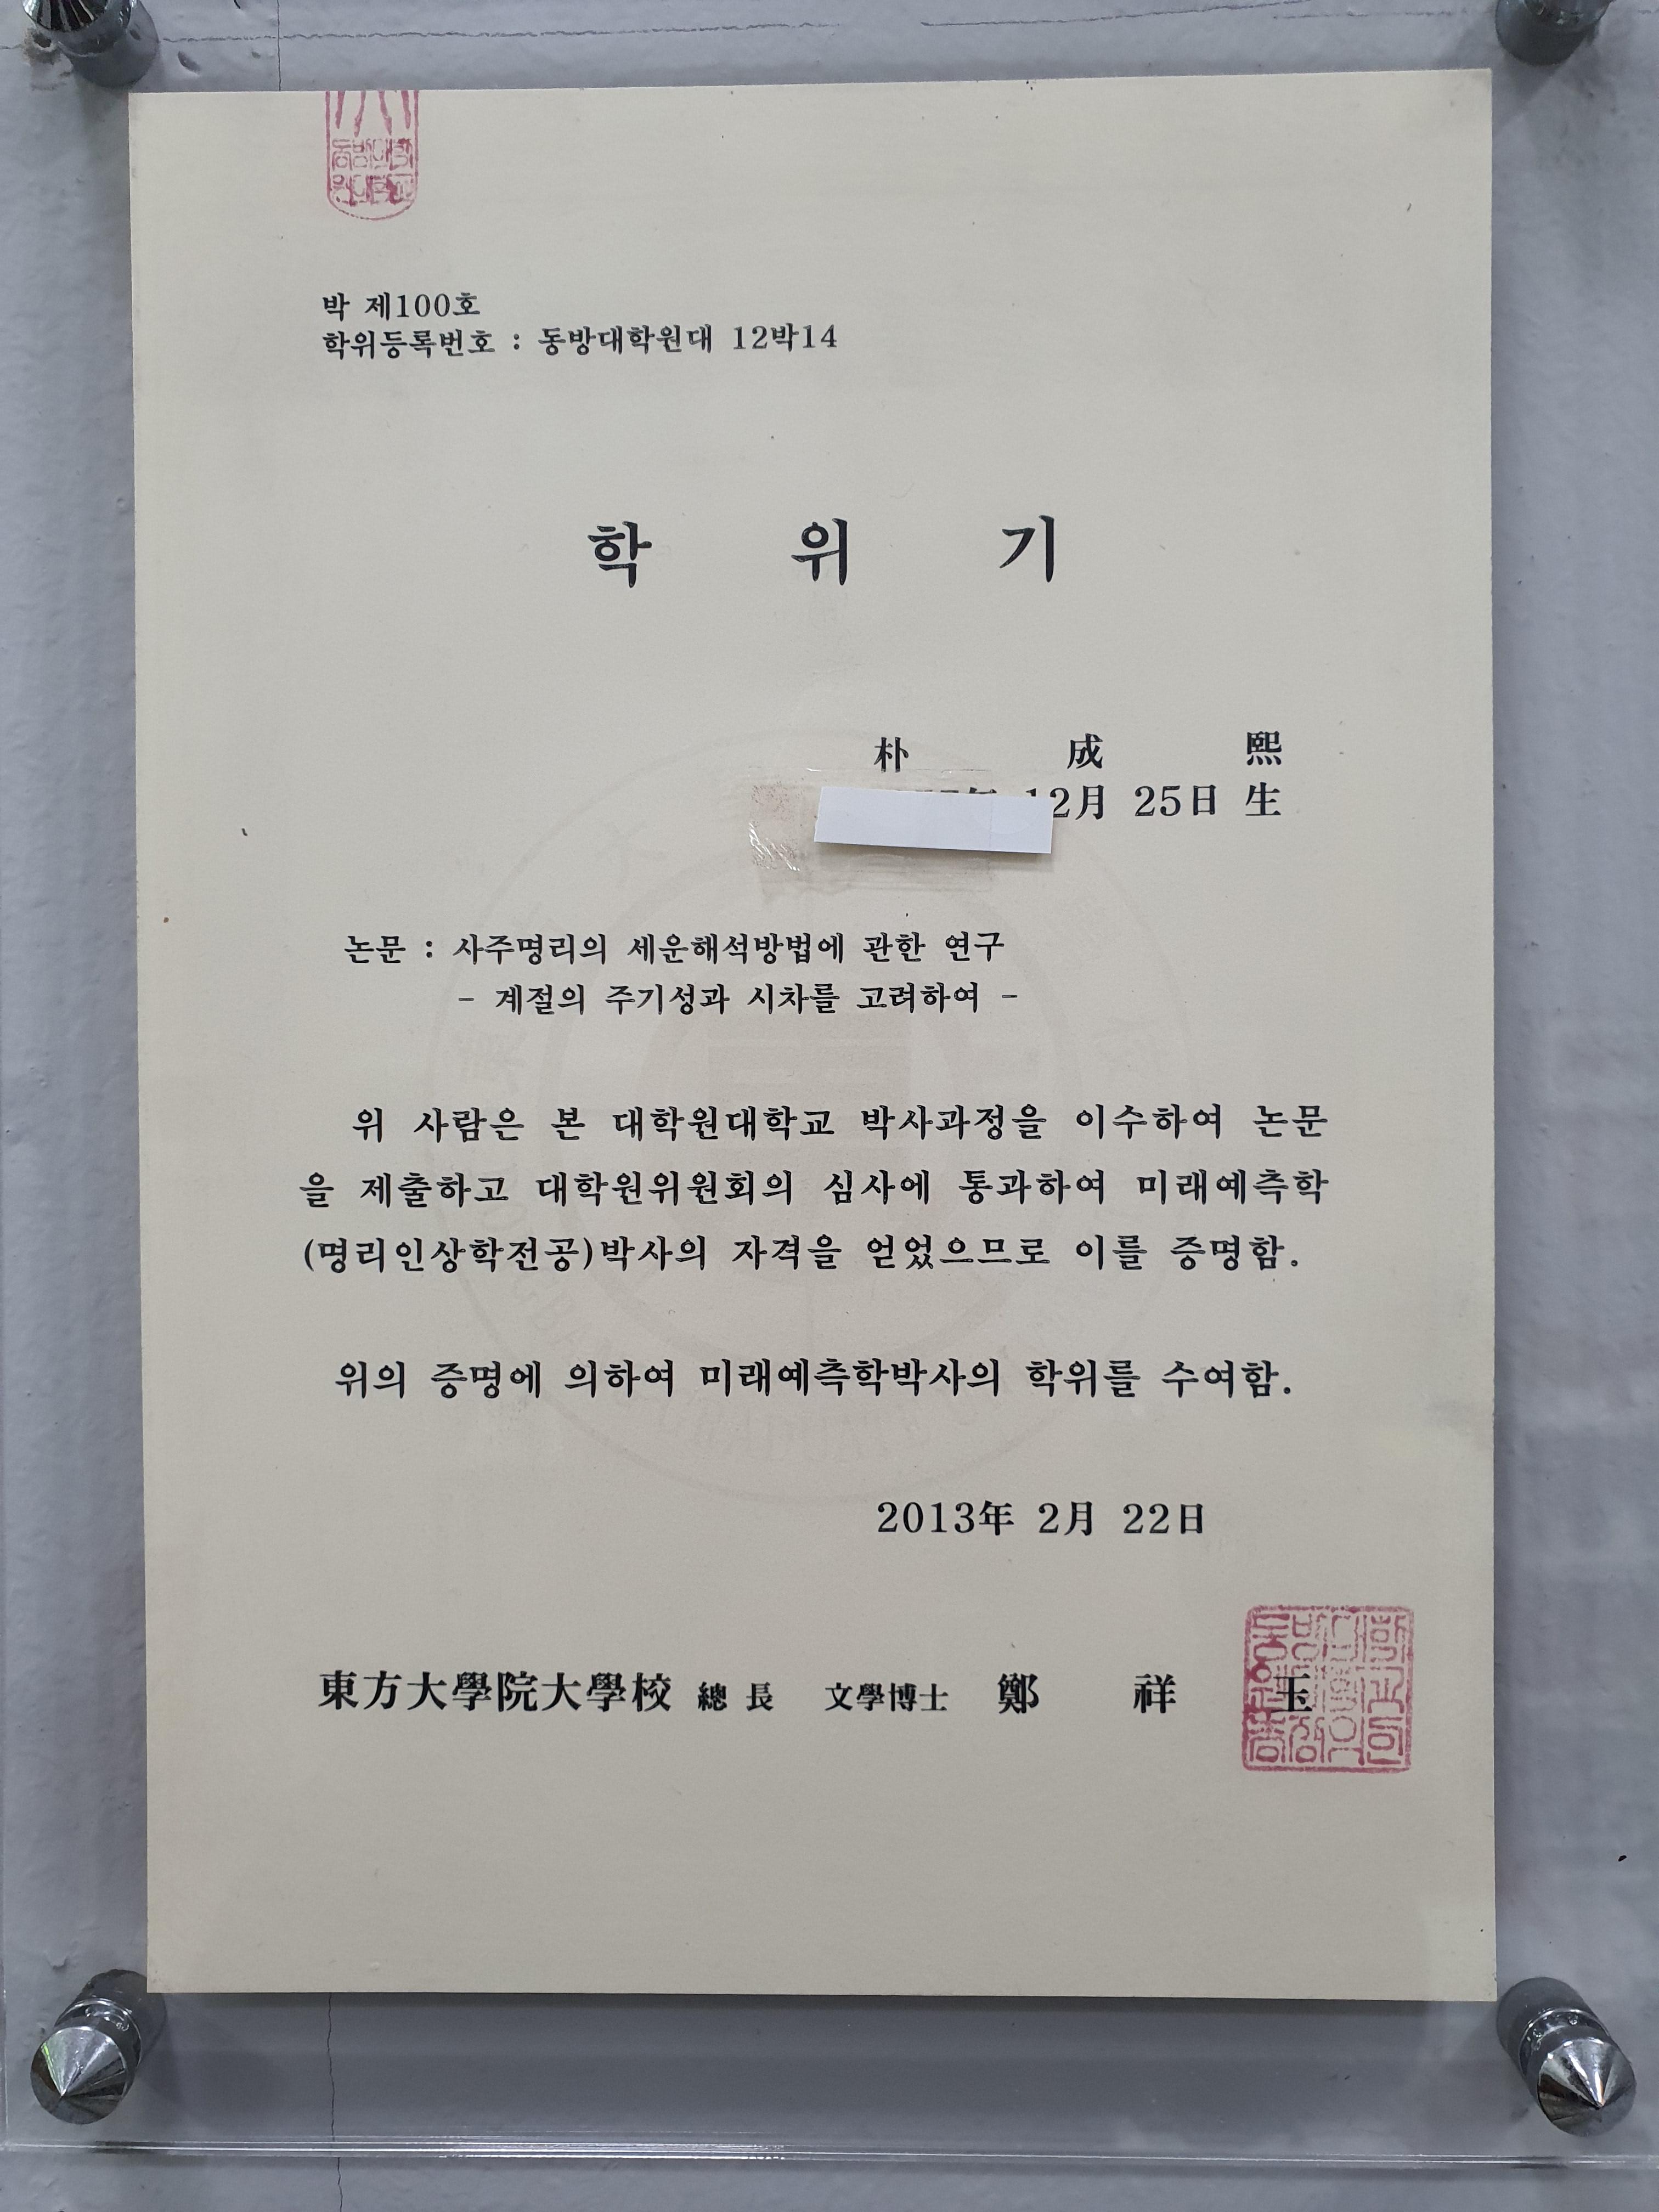 박 제100호
학위등록번호 : 동방대학원대 12박14
학 위 기
朴 成 熙
12月 25日 生
논문 : 사주명리의 세운해석방법에 관한 연구
- 계절의 주기성과 시차를 고려하여 -
위 사람은 본 대학원대학교 박사과정을 이수하여 논문
을 제출하고 대학원위원회의 심사에 통과하여 미래예측학
(명리인상학전공)박사의 자격을 얻었으므로 이를 증명함.
위의 증명에 의하여 미래예측학박사의 학위를 수여함.
2013年 2月 22日
東方大學院大學校 總 長 文學博士 鄭 祥 玉